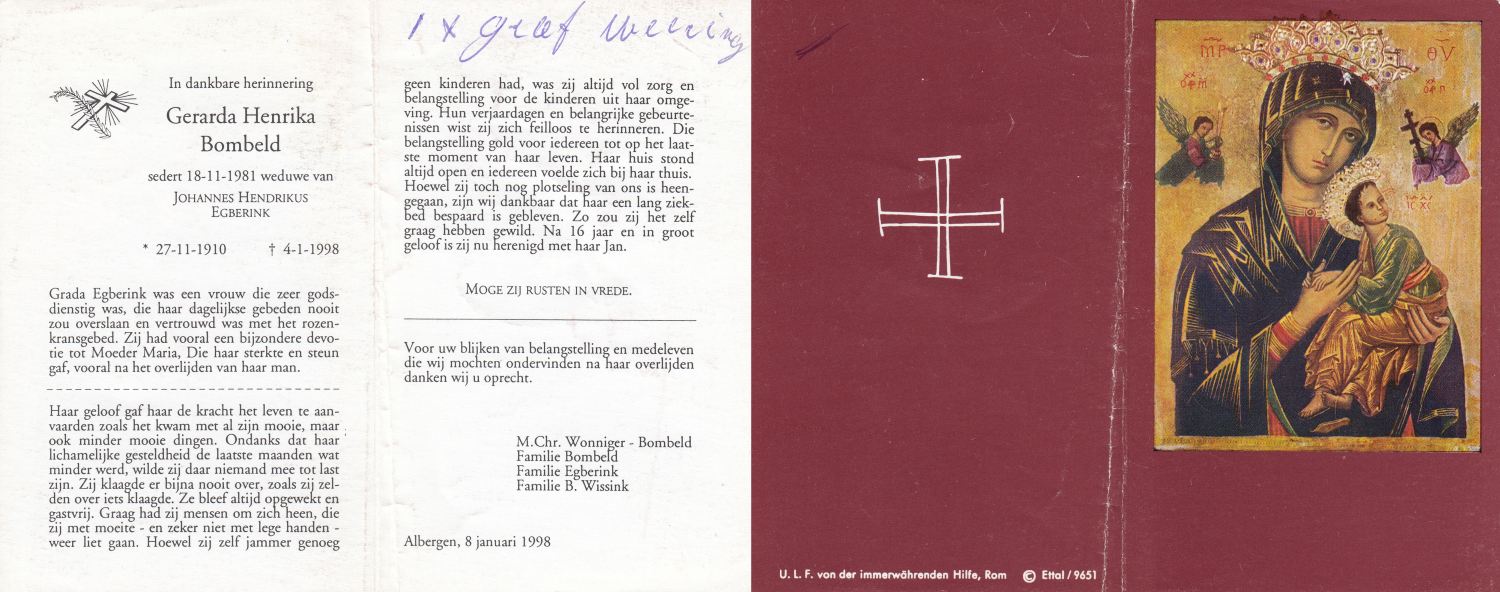 In dankbare herinnering
Gerarda Henrika
Bombeld
sedert 18-11-1981 weduwe van
JOHANNES HENDRIKUS
EGBERINK
* 27-11-1910 † 4-1-1998
Grada Egberink was een vrouw die zeer gods-
dienstig was, die haar dagelijkse gebeden nooit
zou overslaan en vertrouwd was met het rozen-
kransgebed. Zij had vooral een bijzondere devo-
tie tot Moeder Maria, Die haar sterkte en steun
gaf, vooral na het overlijden van haar man.
Haar geloof gaf haar de kracht het leven te aan-
vaarden zoals het kwam met al zijn mooie, maar
ook minder mooie dingen. Ondanks dat haar
lichamelijke gesteldheid de laatste maanden wat
minder werd, wilde zij daar niemand mee tot last
zijn. Zij klaagde er bijna nooit over, zoals zij zel-
den over iets klaagde. Ze bleef altijd opgewekt en
gastvrij. Graag had zij mensen om zich heen, die
zij met moeite - en zeker niet met lege handen -
weer liet gaan. Hoewel zij zelf jammer genoeg
1 x graf
geen kinderen had, was zij altijd vol zorg en
belangstelling voor de kinderen uit haar omge-
ving. Hun verjaardagen en belangrijke gebeurte-
nissen wist zij zich feilloos te herinneren. Die
belangstelling gold voor iedereen tot op het laat-
ste moment van haar leven. Haar huis stond
altijd open en iedereen voelde zich bij haar thuis.
Hoewel zij toch nog plotseling van ons is heen-
gegaan, zijn wij dankbaar dat haar een lang ziek-
bed bespaard is gebleven. Zo zou zij het zelf
graag hebben gewild. Na 16 jaar en in groot
geloof is zij nu herenigd met haar Jan.
MOGE ZIJ RUSTEN IN VREDE.
Voor uw blijken van belangstelling en medeleven
die wij mochten ondervinden na haar overlijden
danken wij u oprecht.
M.Chr. Wonniger - Bombeld
Familie Bombeld
Familie Egberink
Familie B. Wissink
Albergen, 8 januari 1998
U. L. F. von der immerwährenden Hilfe, Rom © Ettal / 9651
ΜΡ ΘΥ